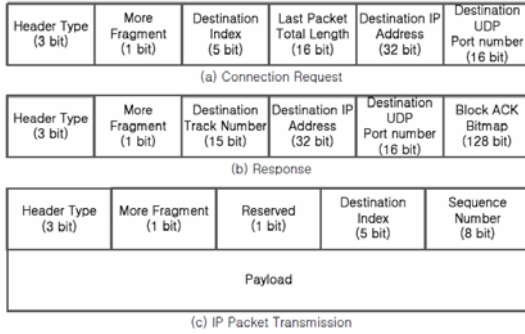 Header Type
(3 bit)
More
Fragment
(1 bit)
Destination
Index
(5 bit)
Last Packet
Total Length
(16 bit)
Destination IP
Address
(32 bit)
Destination
UDP
Port number
(16 bit)
(a) Connection Request
Header Type
(3 bit)
More
Fragment
(1 bit)
Destination
Track Number
(15 bit)
Destination IP
Address
(32 bit)
Destination
UDP
Port number
(16 bit)
Block ACK
Bitmap
(128 bit)
(b) Response
Header Type
(3 bit)
More Fragment
(1 bit)
Reserved
(1 bit)
Destination
Index
(5 bit)
Sequence
Number
(8 bit)
Payload
(c) IP Packet Transmission